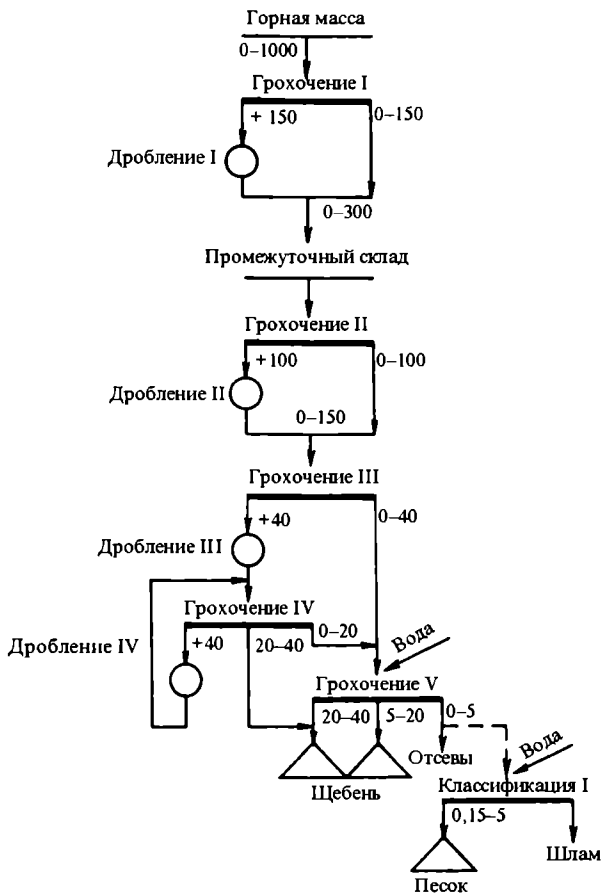 Горная масса
0–1000
Грохочение I
+ 150
0–150
Дробление I
0–300
Промежуточный склад
Грохочение II
+100
0–100
Дробление II
0–150
Грохочение III
+40
0–40
Дробление III
Грохочение IV
Дробление IV
+40
20–40
0–20
Вода
Грохочение V
20–40
5–20
0–5
Отсевы
Вода
Щебень
Классификация I
0,15–5
Шлам
Песок